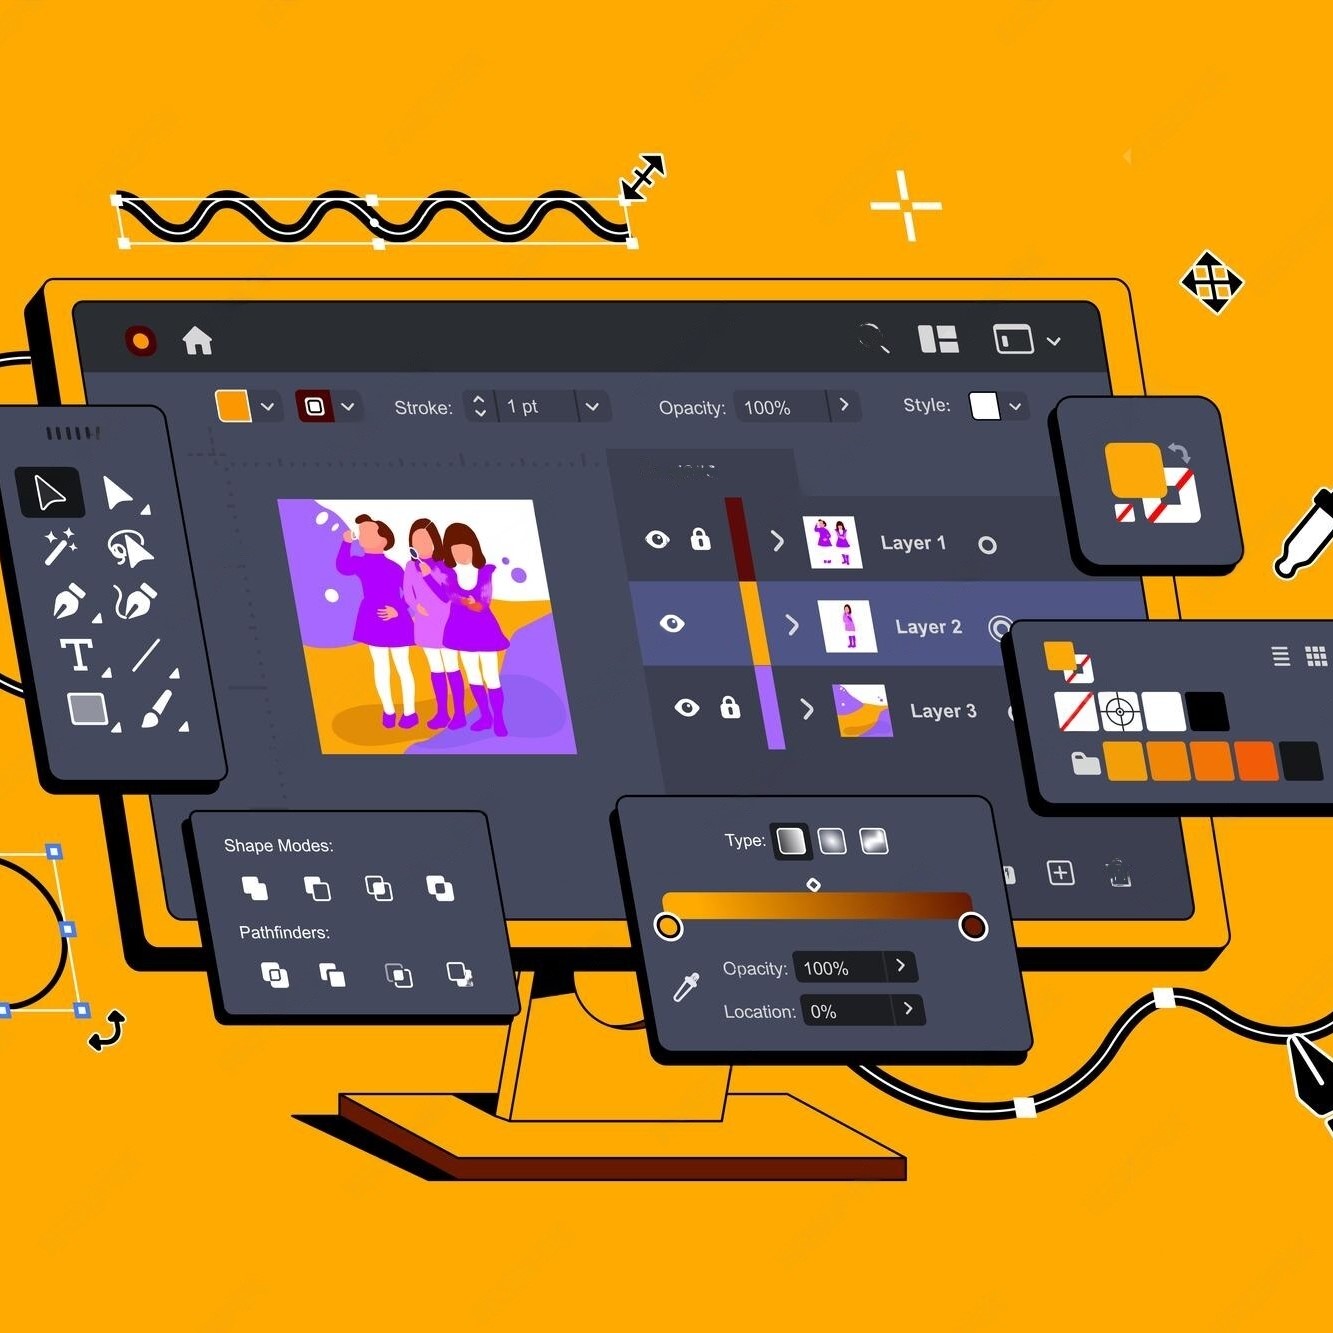 Stroke: 1 pt Opacity: 100% Style:
Layer 1
Layer 2
Layer 3
T
Shape Modes:
Pathfinders:
Type:
Opacity: 100%
Location: 0%